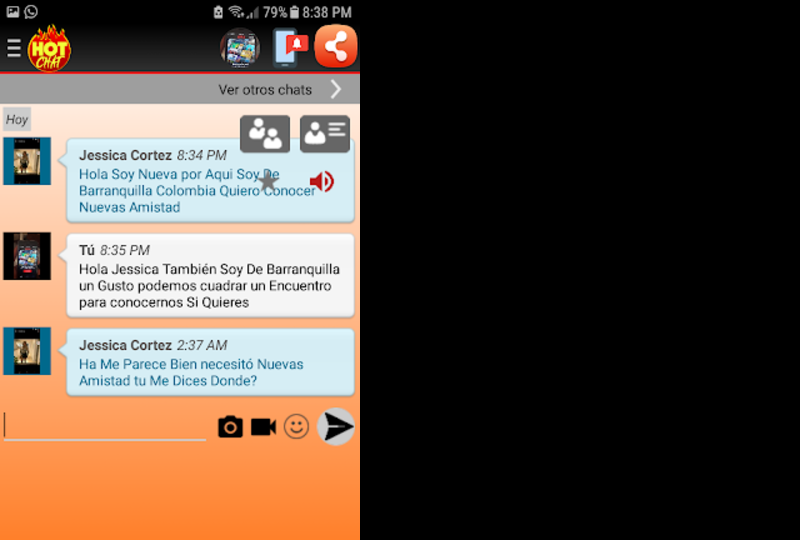 79% 8:38 PM
HOT
CHAT
Ver otros chats
Hoy
Jessica Cortez 8:34 PM
Hola Soy Nueva por Aqui Soy De
Barranquilla Colombia Quiero Conocer
Nuevas Amistad
Tú 8:35 PM
Hola Jessica También Soy De Barranquilla
un Gusto podemos cuadrar un Encuentro
para conocernos Si Quieres
Jessica Cortez 2:37 AM
Ha Me Parece Bien necesitó Nuevas
Amistad tu Me Dices Donde?